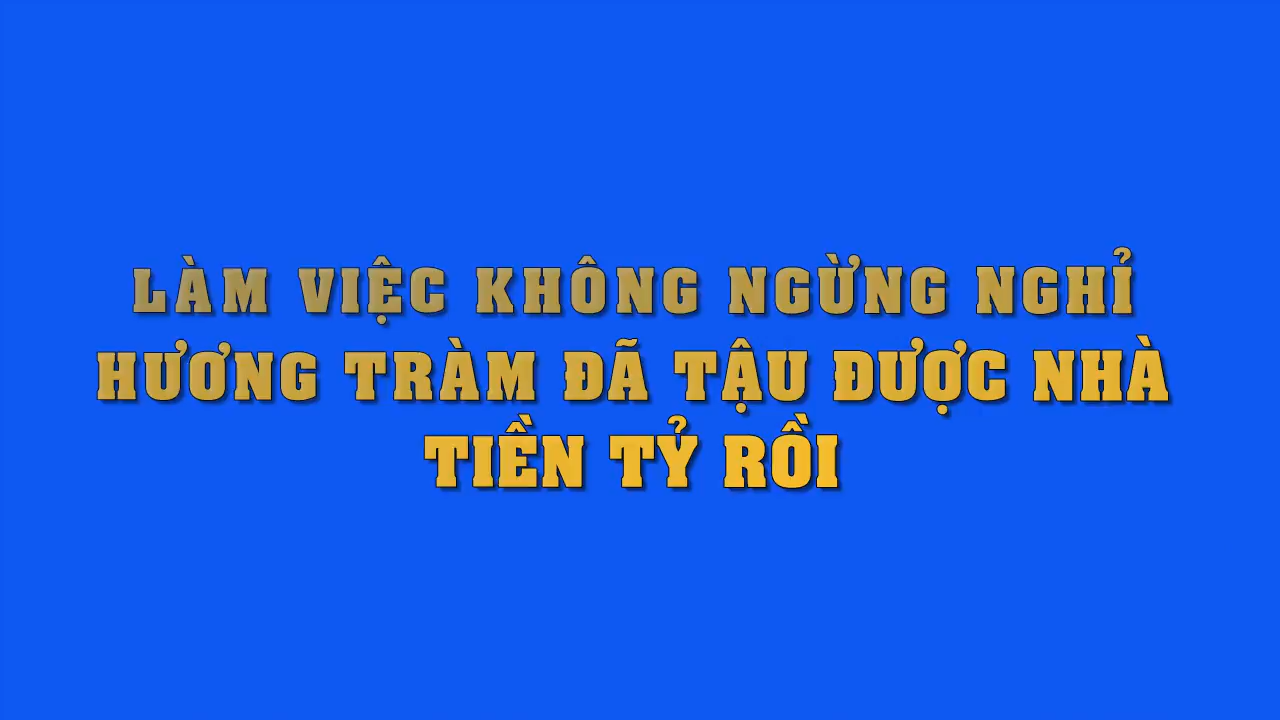 LÀM VIỆC KHÔNG NGỪNG NGHỈ
HƯƠNG TRÀM ĐÃ TẬU ĐƯỢC NHÀ
TIỀN TỶ RỒI